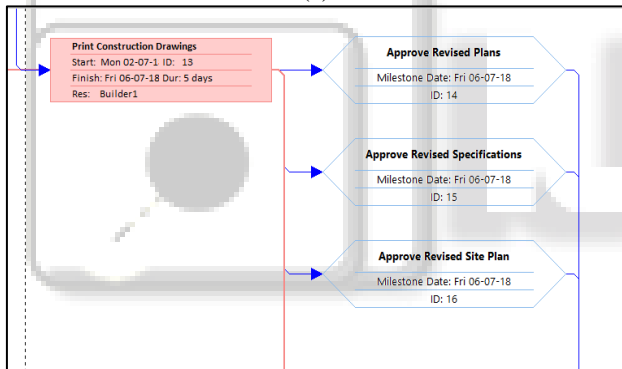 Print Construction Drawings
Start: Mon 02-07-1 ID: 13
Finish: Fri 06-07-18 Dur: 5 days
Res: Builder1
Approve Revised Plans
Milestone Date: Fri 06-07-18
ID: 14
Approve Revised Specifications
Milestone Date: Fri 06-07-18
ID: 15
Approve Revised Site Plan
Milestone Date: Fri 06-07-18
ID: 16